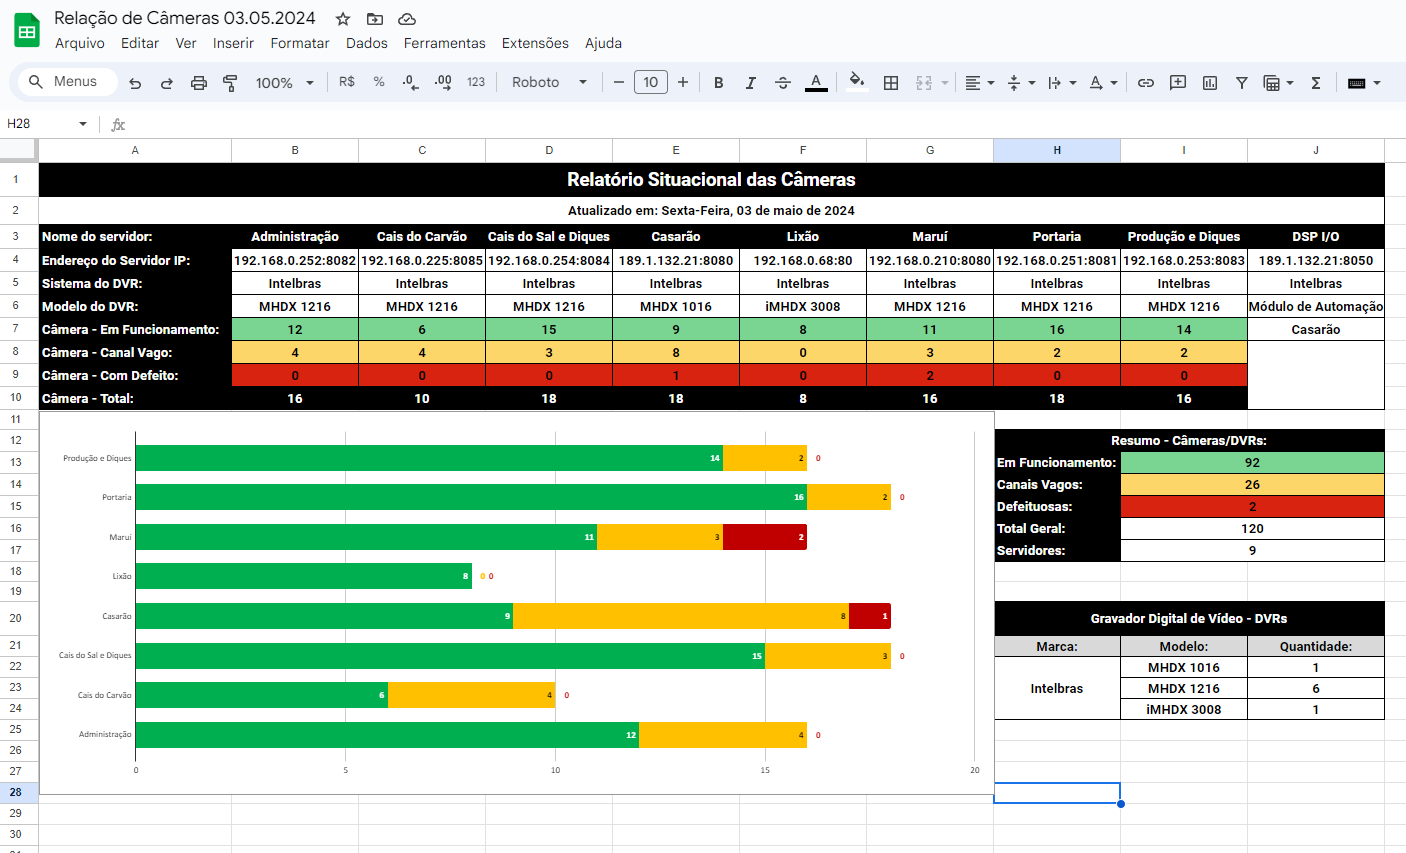 Relação de Câmeras 03.05.2024
Arquivo Editar Ver Inserir Formatar Dados Ferramentas Extensões Ajuda
Menus 100% R$ % .0 .00 123 Roboto 10 B I A
H28 fx
A B C D E F G H I J
1 Relatório Situacional das Câmeras
2 Atualizado em: Sexta-Feira, 03 de maio de 2024
3 Nome do servidor: Administração Cais do Carvão Cais do Sal e Diques Casarão Lixão Maruí Portaria Produção e Diques DSP I/O
4 Endereço do Servidor IP: 192.168.0.252:8082 192.168.0.225:8085 192.168.0.254:8084 189.1.132.21:8080 192.168.0.68:80 192.168.0.210:8080 192.168.0.251:8081 192.168.0.253:8083 189.1.132.21:8050
5 Sistema do DVR: Intelbras Intelbras Intelbras Intelbras Intelbras Intelbras Intelbras Intelbras Intelbras
6 Modelo do DVR: MHDX 1216 MHDX 1216 MHDX 1216 MHDX 1016 iMHDX 3008 MHDX 1216 MHDX 1216 MHDX 1216 Módulo de Automação
7 Câmera - Em Funcionamento: 12 6 15 9 8 11 16 14 Casarão
8 Câmera - Canal Vago: 4 4 3 8 0 3 2 2
9 Câmera - Com Defeito: 0 0 0 1 0 2 0 0
10 Câmera - Total: 16 10 18 18 8 16 18 16
11
12 Resumo - Câmeras/DVRs:
13 Produção e Diques 14 2 0 Em Funcionamento: 92
14 Canais Vagos: 26
15 Portaria 16 2 0 Defeituosas: 2
16 Total Geral: 120
17 Maruí 11 3 2 Servidores: 9
18 Lixão 8 0 0
19
20 Casarão 9 8 1 Gravador Digital de Vídeo - DVRs
21 Marca: Modelo: Quantidade:
22 Cais do Sal e Diques 15 3 0 MHDX 1016 1
23 Cais do Carvão 6 4 0 Intelbras MHDX 1216 6
24 iMHDX 3008 1
25 Administração 12 4 0
26
27 0 5 10 15 20
28
29
30